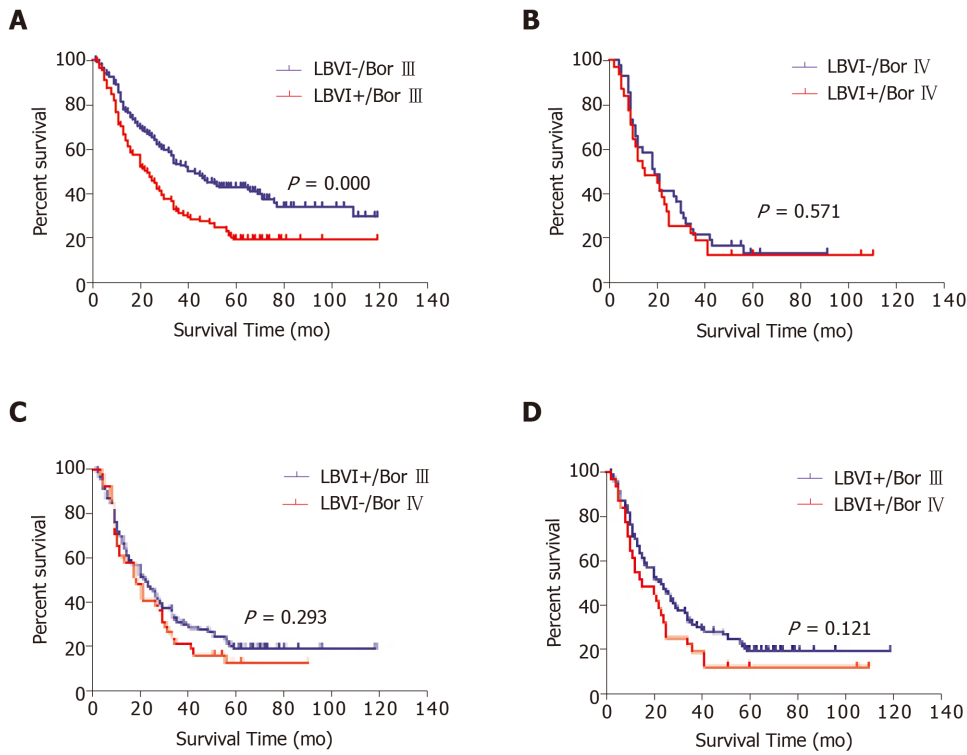 A
100
80
60
40
20
0
Percent survival
LBVI-/Bor Ⅲ
LBVI+/Bor Ⅲ
P = 0.000
0 20 40 60 80 100 120 140
Survival Time (mo)
B
100
80
60
40
20
0
Percent survival
LBVI-/Bor Ⅳ
LBVI+/Bor Ⅳ
P = 0.571
0 20 40 60 80 100 120 140
Survival Time (mo)
C
100
80
60
40
20
0
Percent survival
LBVI+/Bor Ⅲ
LBVI-/Bor Ⅳ
P = 0.293
0 20 40 60 80 100 120 140
Survival Time (mo)
D
100
80
60
40
20
0
Percent survival
LBVI+/Bor Ⅲ
LBVI+/Bor Ⅳ
P = 0.121
0 20 40 60 80 100 120 140
Survival Time (mo)